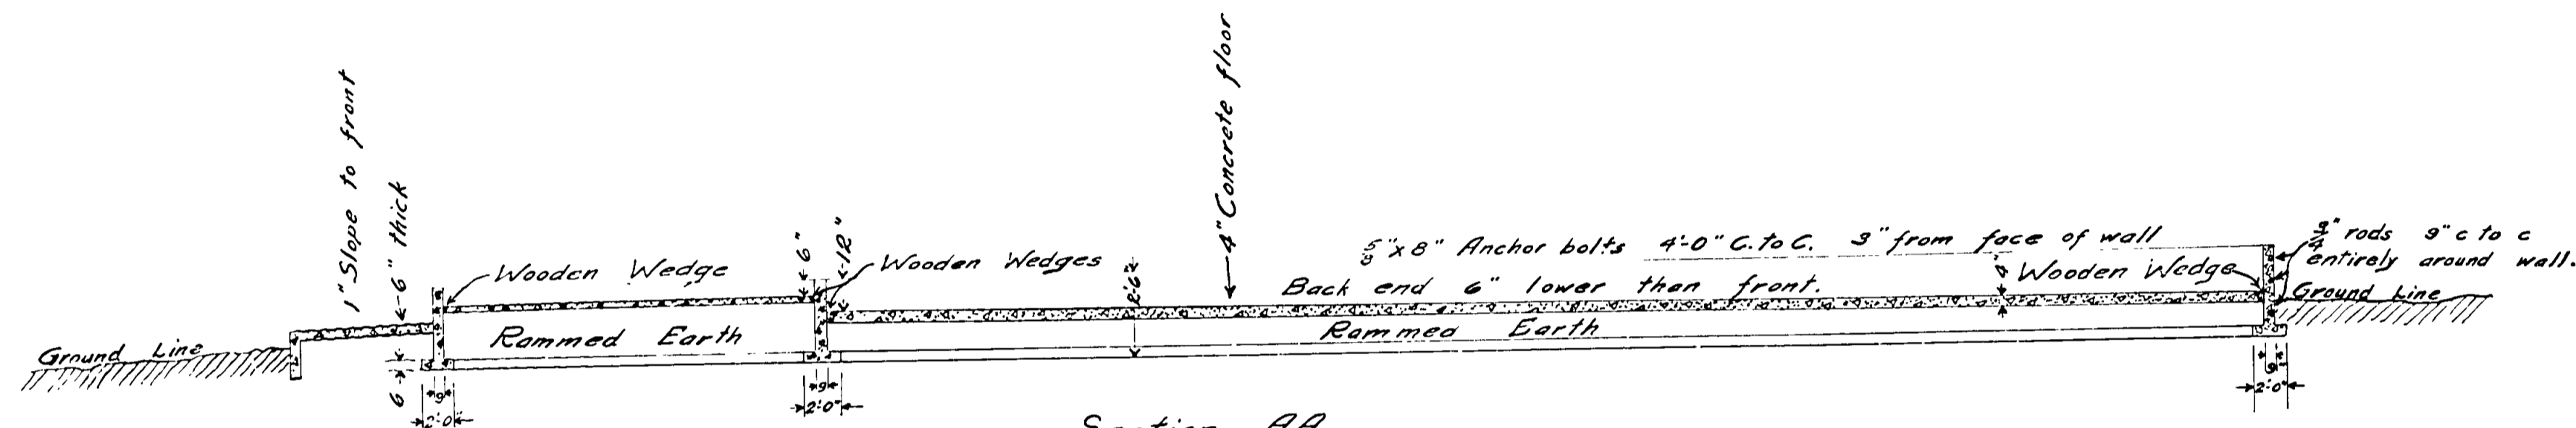 1" Slope to front
6" thick
4" Concrete floor
Wooden Wedge
6"
12"
Wooden Wedges
2'-6"
5/8" x 8" Anchor bolts 4'-0" C. to C. 3" from face of wall
Back end 6" lower than front.
4"
Wooden Wedge
3/4" rods 9" c to c
entirely around wall.
Ground Line
Ground Line
Rammed Earth
Rammed Earth
6
9
2'-0"
9
2'-0"
9
2'-0"
Section AA